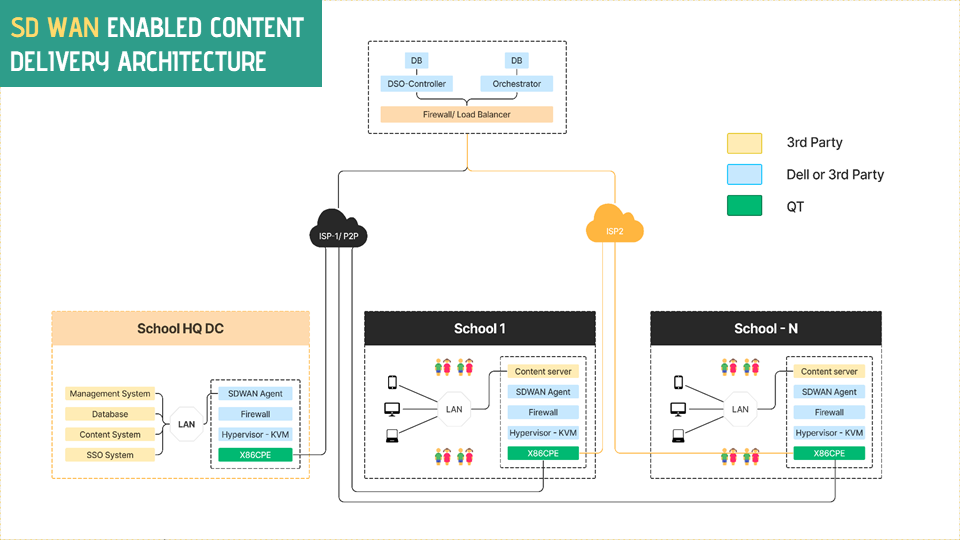 SD WAN ENABLED CONTENT
DELIVERY ARCHITECTURE
DB
DB
DSO-Controller
Orchestrator
Firewall/ Load Balancer
3rd Party
Dell or 3rd Party
QT
ISP-1/ P2P
ISP2
School HQ DC
Management System
Database
Content System
SSO System
LAN
SDWAN Agent
Firewall
Hypervisor - KVM
X86CPE
School 1
LAN
Content server
SDWAN Agent
Firewall
Hypervisor - KVM
X86CPE
School - N
LAN
Content server
SDWAN Agent
Firewall
Hypervisor - KVM
X86CPE